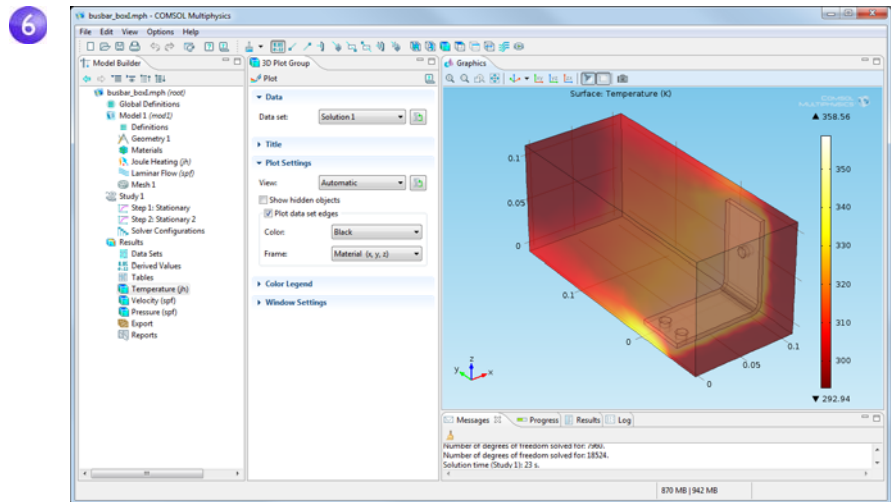 6
busbar_boxI.mph - COMSOL Multiphysics
File Edit View Options Help
Model Builder
busbar_boxI.mph (root)
Global Definitions
Model 1 (mod1)
Definitions
Geometry 1
Materials
Joule Heating (jh)
Laminar Flow (spf)
Mesh 1
Study 1
Step 1: Stationary
Step 2: Stationary 2
Solver Configurations
Results
Data Sets
Derived Values
Tables
Temperature (jh)
Velocity (spf)
Pressure (spf)
Export
Reports
3D Plot Group
Plot
Data
Data set: Solution 1
Title
Plot Settings
View: Automatic
Show hidden objects
Plot data set edges
Color: Black
Frame: Material (x, y, z)
Color Legend
Window Settings
Graphics
Surface: Temperature (K)
COMSOL
MULTIPHYSICS
▲ 358.56
350
340
330
320
310
300
▼ 292.94
0.1
0.05
0
0.1
0
0
0.05
0.1
z
y
x
Messages Progress Results Log
Number of degrees of freedom solved for: 7960.
Number of degrees of freedom solved for: 18524.
Solution time (Study 1): 23 s.
870 MB | 942 MB